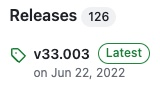 Releases 126
v33.003 Latest
on Jun 22, 2022